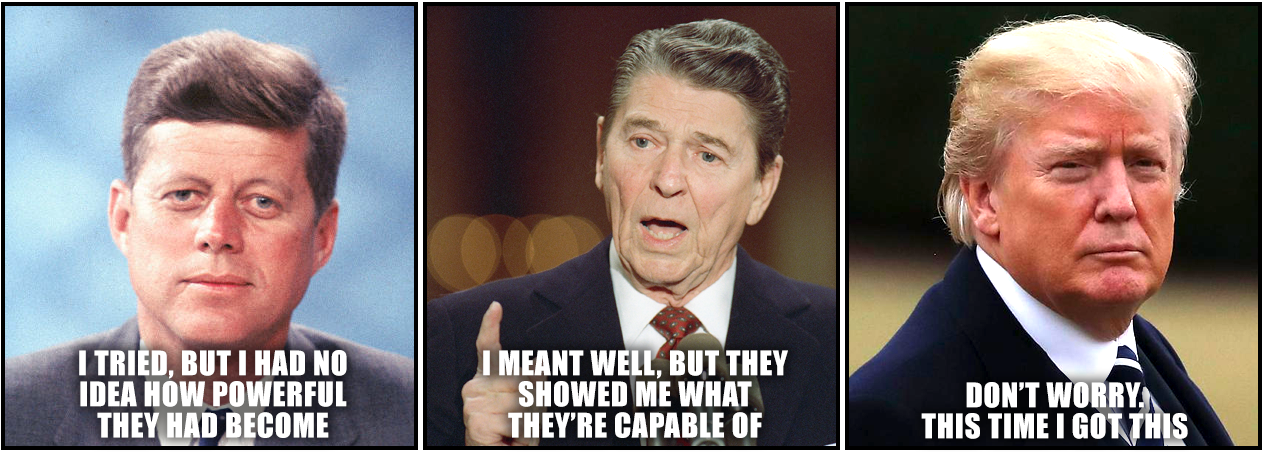 I TRIED, BUT I HAD NO
IDEA HOW POWERFUL
THEY HAD BECOME
I MEANT WELL, BUT THEY
SHOWED ME WHAT
THEY'RE CAPABLE OF
DON'T WORRY.
THIS TIME I GOT THIS